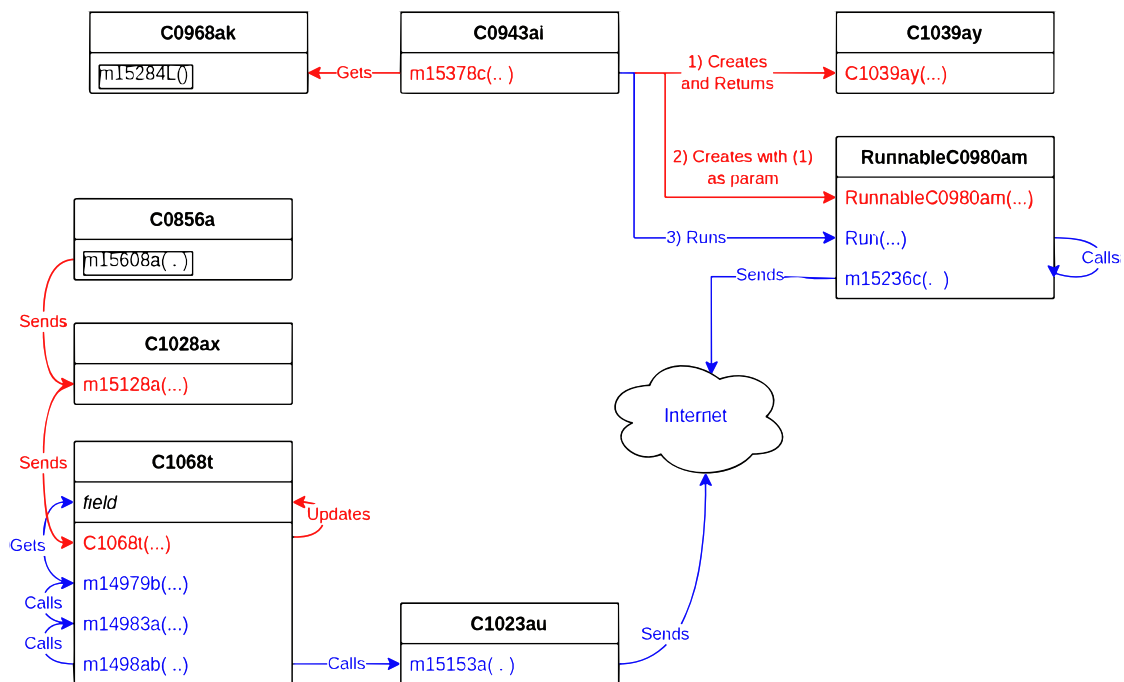 C0968ak
m15284L()
Gets
C0943ai
m15378c(.. )
1) Creates
and Returns
C1039ay
C1039ay(...)
2) Creates with (1)
as param
RunnableC0980am
RunnableC0980am(...)
3) Runs
Run(...)
Calls
Sends
m15236c(. )
C0856a
m15608a( . )
Sends
C1028ax
m15128a(...)
Internet
Sends
C1068t
field
Updates
Gets
C1068t(...)
m14979b(...)
Calls
m14983a(...)
Calls
m1498ab( ..)
Calls
C1023au
m15153a( . )
Sends